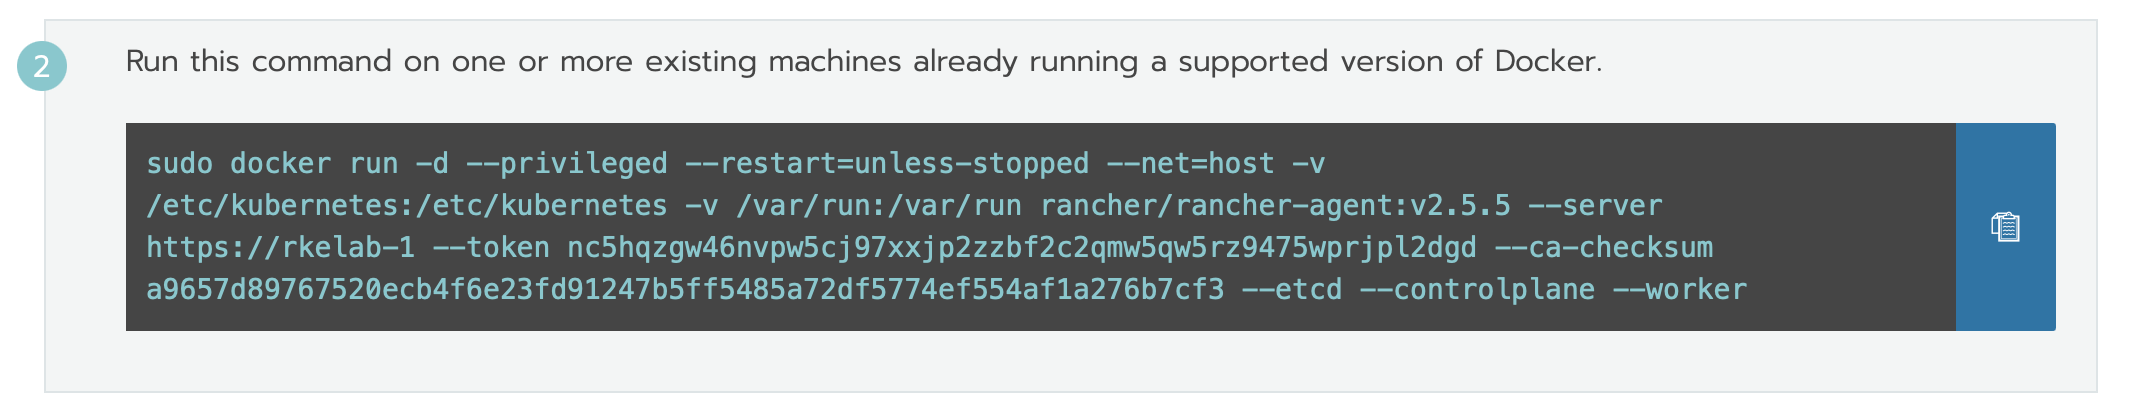 2
Run this command on one or more existing machines already running a supported version of Docker.
sudo docker run -d --privileged --restart=unless-stopped --net=host -v
/etc/kubernetes:/etc/kubernetes -v /var/run:/var/run rancher/rancher-agent:v2.5.5 --server
https://rkelab-1 --token nc5hqzgw46nvpw5cj97xxjp2zzbf2c2qmw5qw5rz9475wprjpl2dgd --ca-checksum
a9657d89767520ecb4f6e23fd91247b5ff5485a72df5774ef554af1a276b7cf3 --etcd --controlplane --worker